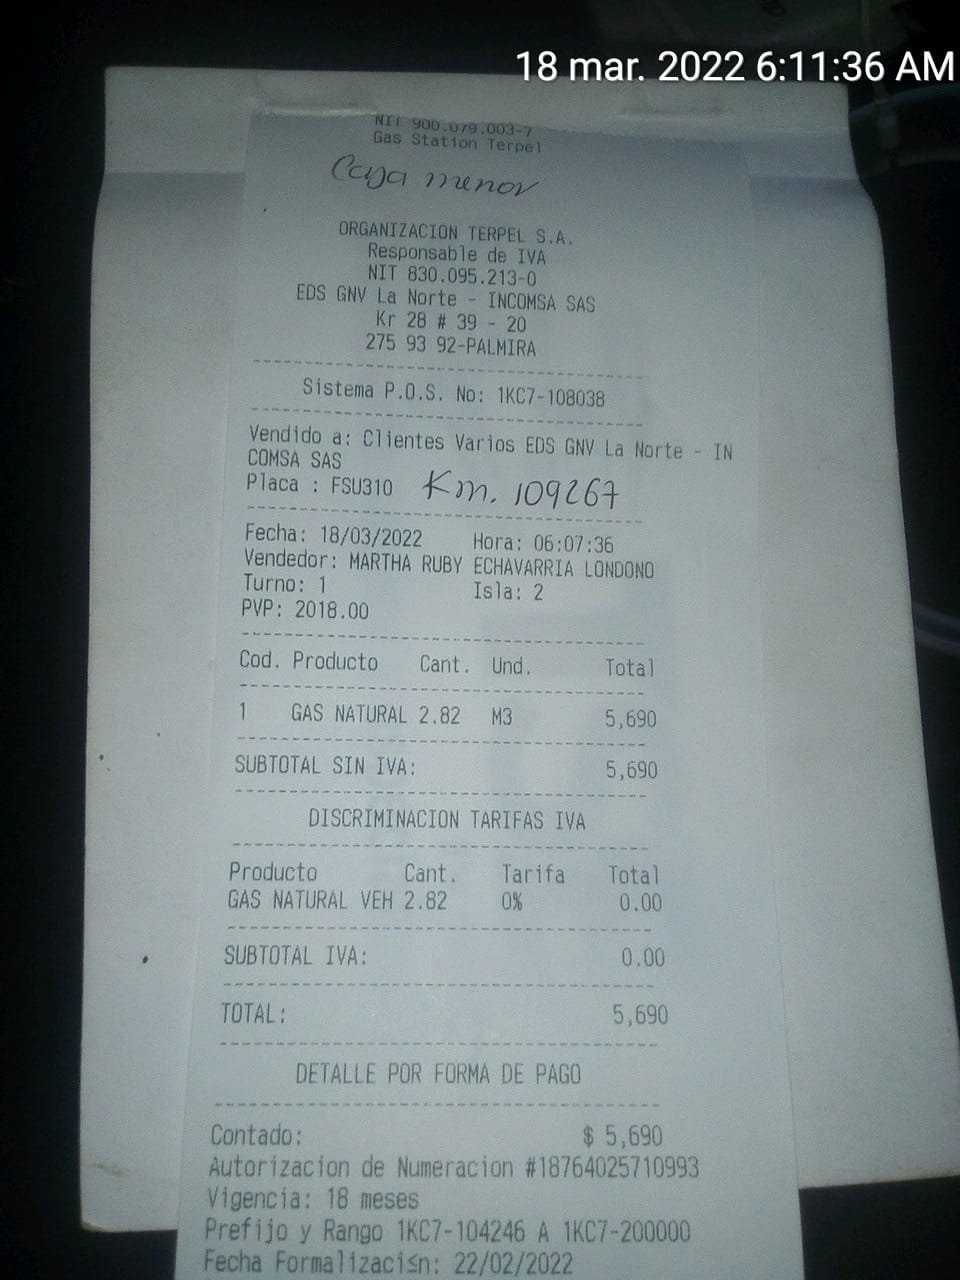 18 mar. 2022 6:11:36 AM
NIT 900.079.003-7
Gas Station Terpel
Caja menor
ORGANIZACION TERPEL S.A.
Responsable de IVA
NIT 830.095.213-0
EDS GNV La Norte - INCOMSA SAS
Kr 28 # 39 - 20
275 93 92-PALMIRA
Sistema P.O.S. No: 1KC7-108038
Vendido a: Clientes Varios EDS GNV La Norte - IN
COMSA SAS
Placa : FSU310 Km. 109267
Fecha: 18/03/2022 Hora: 06:07:36
Vendedor: MARTHA RUBY ECHAVARRIA LONDONO
Turno: 1 Isla: 2
PVP: 2018.00
Cod. Producto Cant. Und. Total
1 GAS NATURAL 2.82 M3 5,690
SUBTOTAL SIN IVA: 5,690
DISCRIMINACION TARIFAS IVA
Producto Cant. Tarifa Total
GAS NATURAL VEH 2.82 0% 0.00
SUBTOTAL IVA: 0.00
TOTAL: 5,690
DETALLE POR FORMA DE PAGO
Contado: $ 5,690
Autorizacion de Numeracion #18764025710993
Vigencia: 18 meses
Prefijo y Rango 1KC7-104246 A 1KC7-200000
Fecha Formalizaci≤n: 22/02/2022